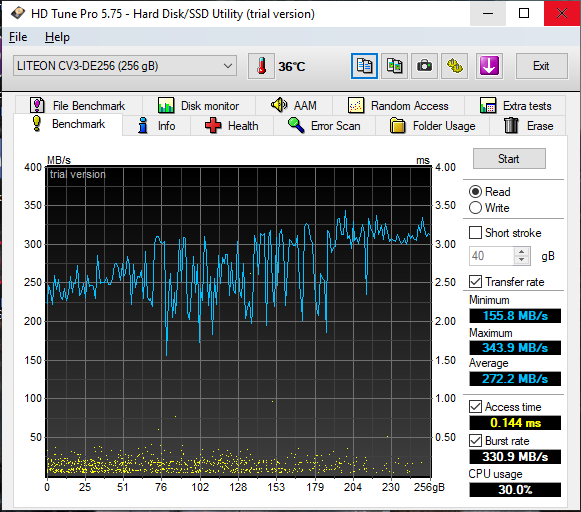 HD Tune Pro 5.75 - Hard Disk/SSD Utility (trial version)
File Help
LITEON CV3-DE256 (256 gB)
36°C
Exit
File Benchmark
Disk monitor
AAM
Random Access
Extra tests
Benchmark
Info
Health
Error Scan
Folder Usage
Erase
MB/s
ms
trial version
400
350
300
250
200
150
100
50
4.00
3.50
3.00
2.50
2.00
1.50
1.00
0.50
0
25
51
76
102
128
153
179
204
230
256gB
Start
Read
Write
Short stroke
40 gB
Transfer rate
Minimum
155.8 MB/s
Maximum
343.9 MB/s
Average
272.2 MB/s
Access time
0.144 ms
Burst rate
330.9 MB/s
CPU usage
30.0%